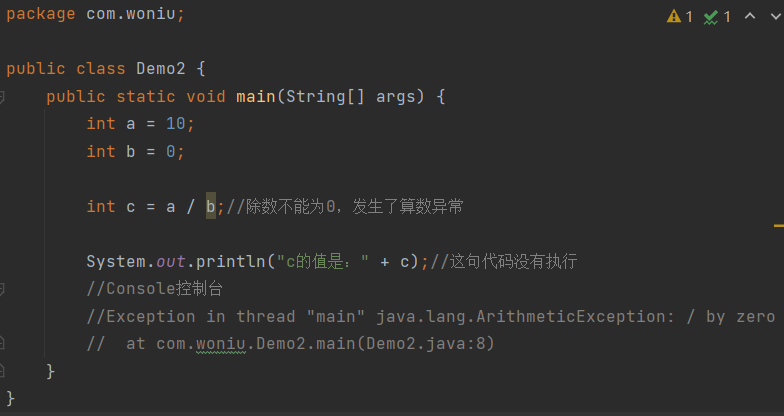 package com.woniu;
1 1
public class Demo2 {
public static void main(String[] args) {
int a = 10;
int b = 0;
int c = a / b;//除数不能为0，发生了算数异常
System.out.println("c的值是：" + c);//这句代码没有执行
//Console控制台
//Exception in thread "main" java.lang.ArithmeticException: / by zero
//  at com.woniu.Demo2.main(Demo2.java:8)
}
}